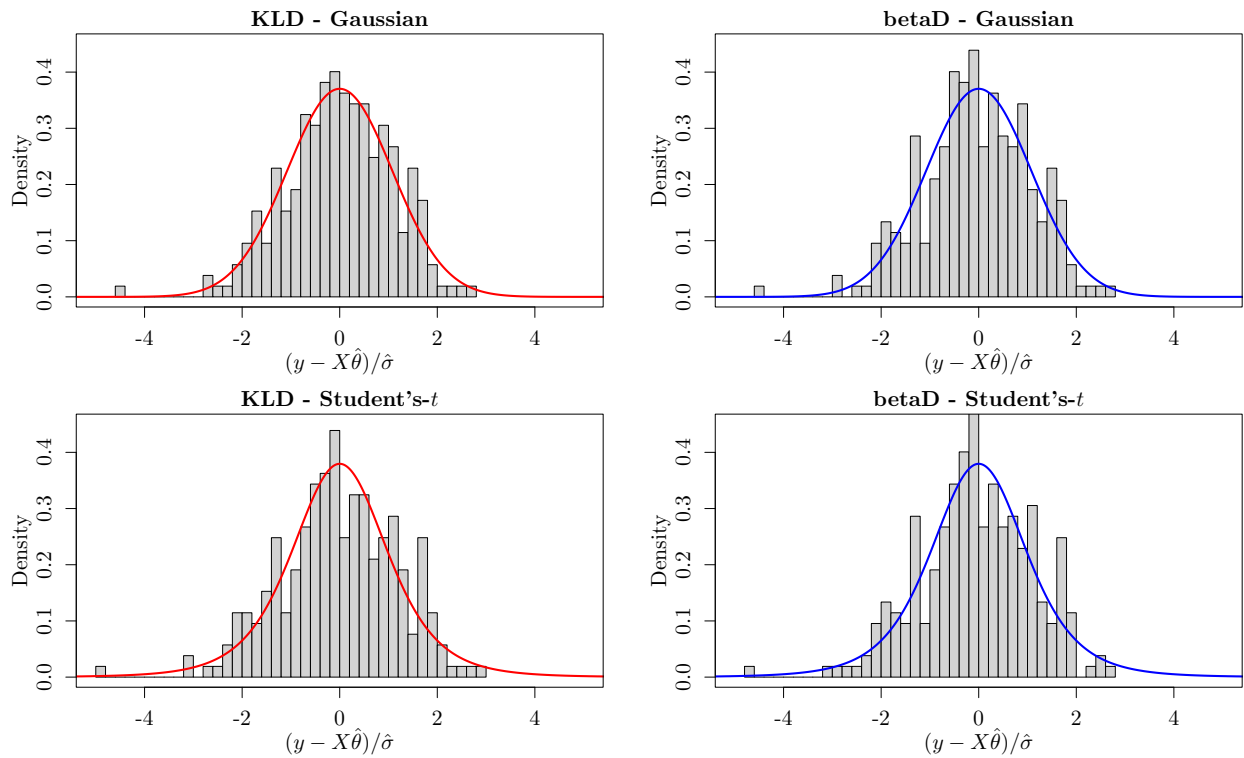 KLD - Gaussian
Density
0.0 0.1 0.2 0.3 0.4
-4 -2 0 2 4
(y − Xθ̂)/σ̂
betaD - Gaussian
Density
0.0 0.1 0.2 0.3 0.4
-4 -2 0 2 4
(y − Xθ̂)/σ̂
KLD - Student's-t
Density
0.0 0.1 0.2 0.3 0.4
-4 -2 0 2 4
(y − Xθ̂)/σ̂
betaD - Student's-t
Density
0.0 0.1 0.2 0.3 0.4
-4 -2 0 2 4
(y − Xθ̂)/σ̂